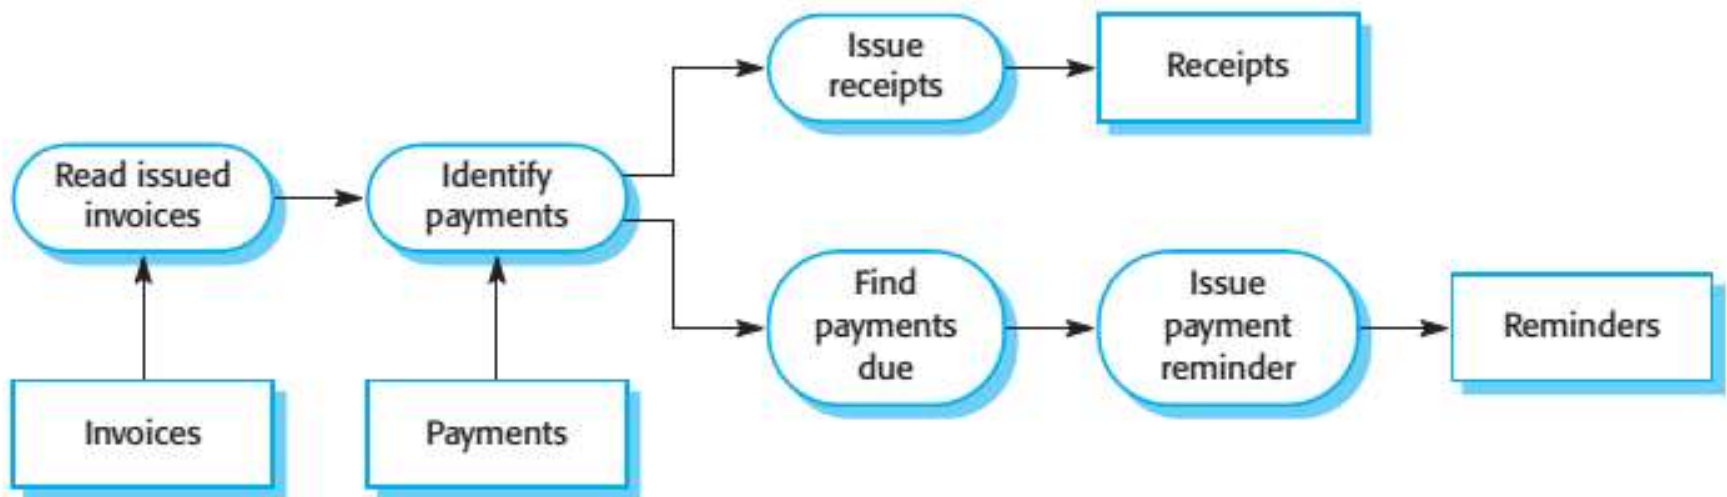 Issue
receipts
Receipts
Read issued
invoices
Identify
payments
Find
payments
due
Issue
payment
reminder
Reminders
Invoices
Payments